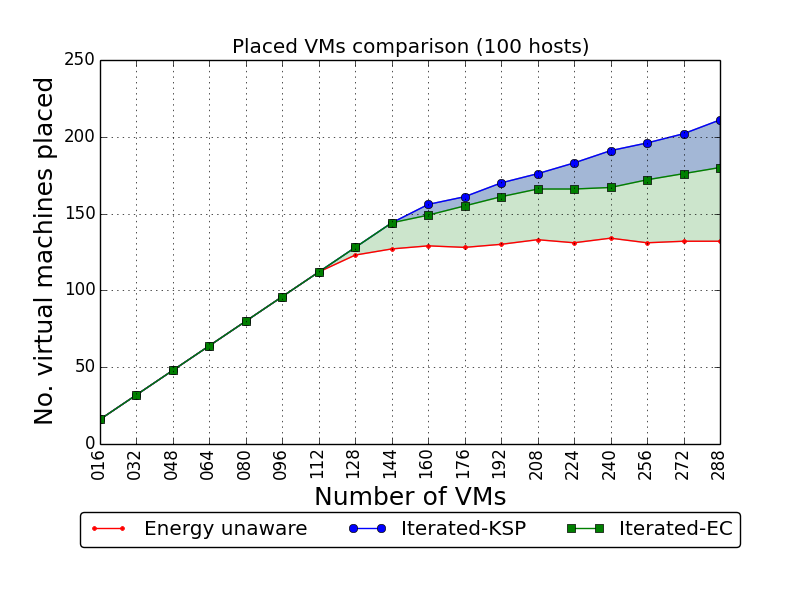 Placed VMs comparison (100 hosts)
No. virtual machines placed
250
200
150
100
50
0
016 032 048 064 080 096 112 128 144 160 176 192 208 224 240 256 272 288
Number of VMs
Energy unaware Iterated-KSP Iterated-EC